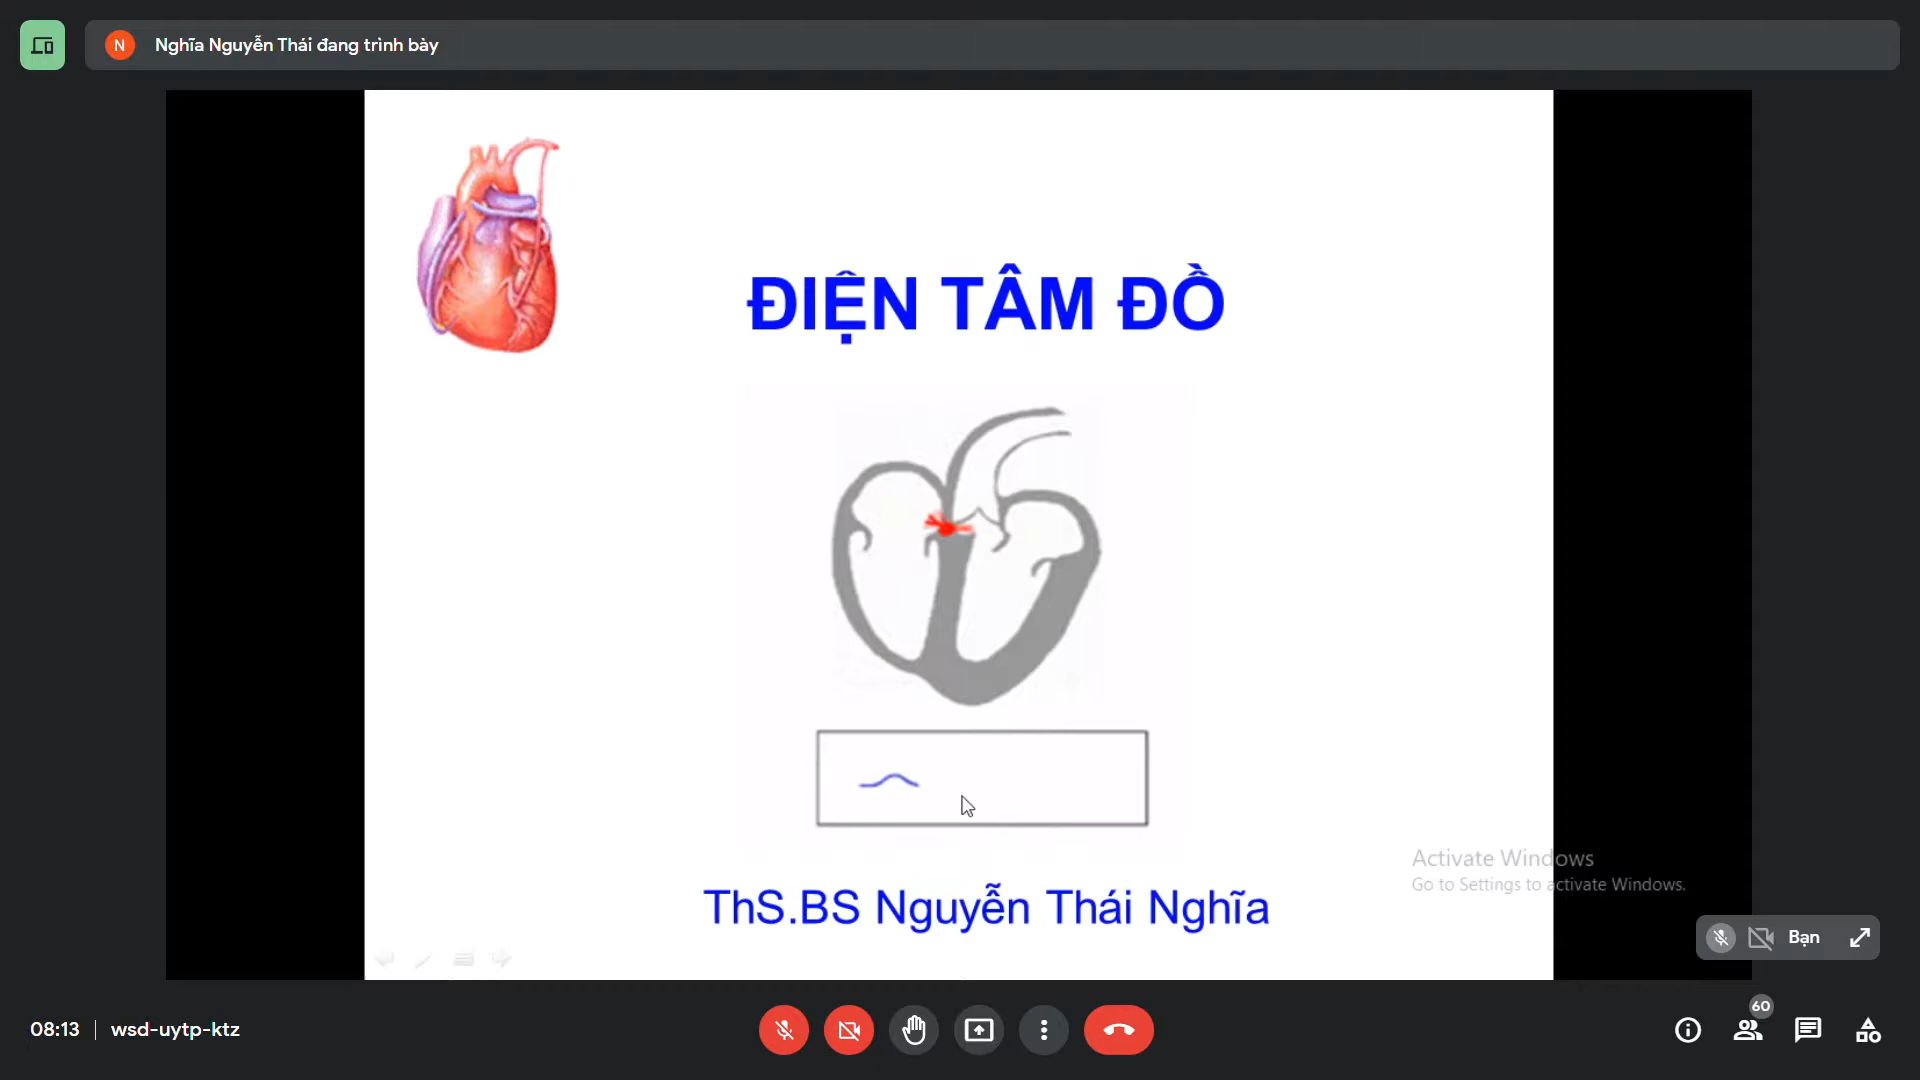 N Nghĩa Nguyễn Thái đang trình bày
ĐIỆN TÂM ĐỒ
ThS.BS Nguyễn Thái Nghĩa
Activate Windows
Go to Settings to activate Windows.
Bạn
60
08:13 | wsd-uytp-ktz